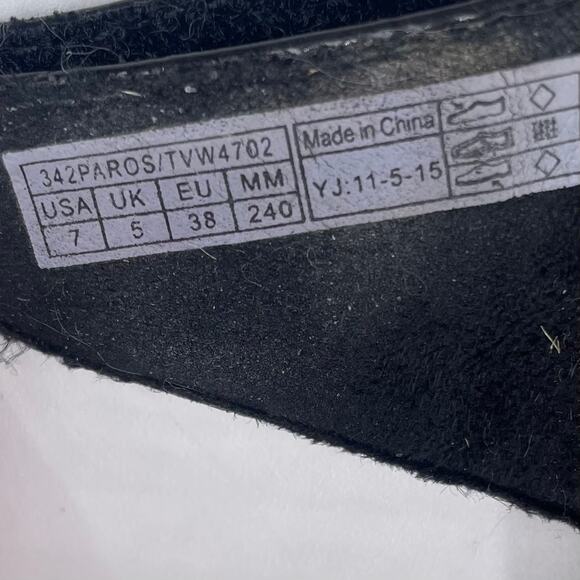 342PAROS/TVW4702
USA UK EU MM
7 5 38 240
Made in China
YJ:11-5-15